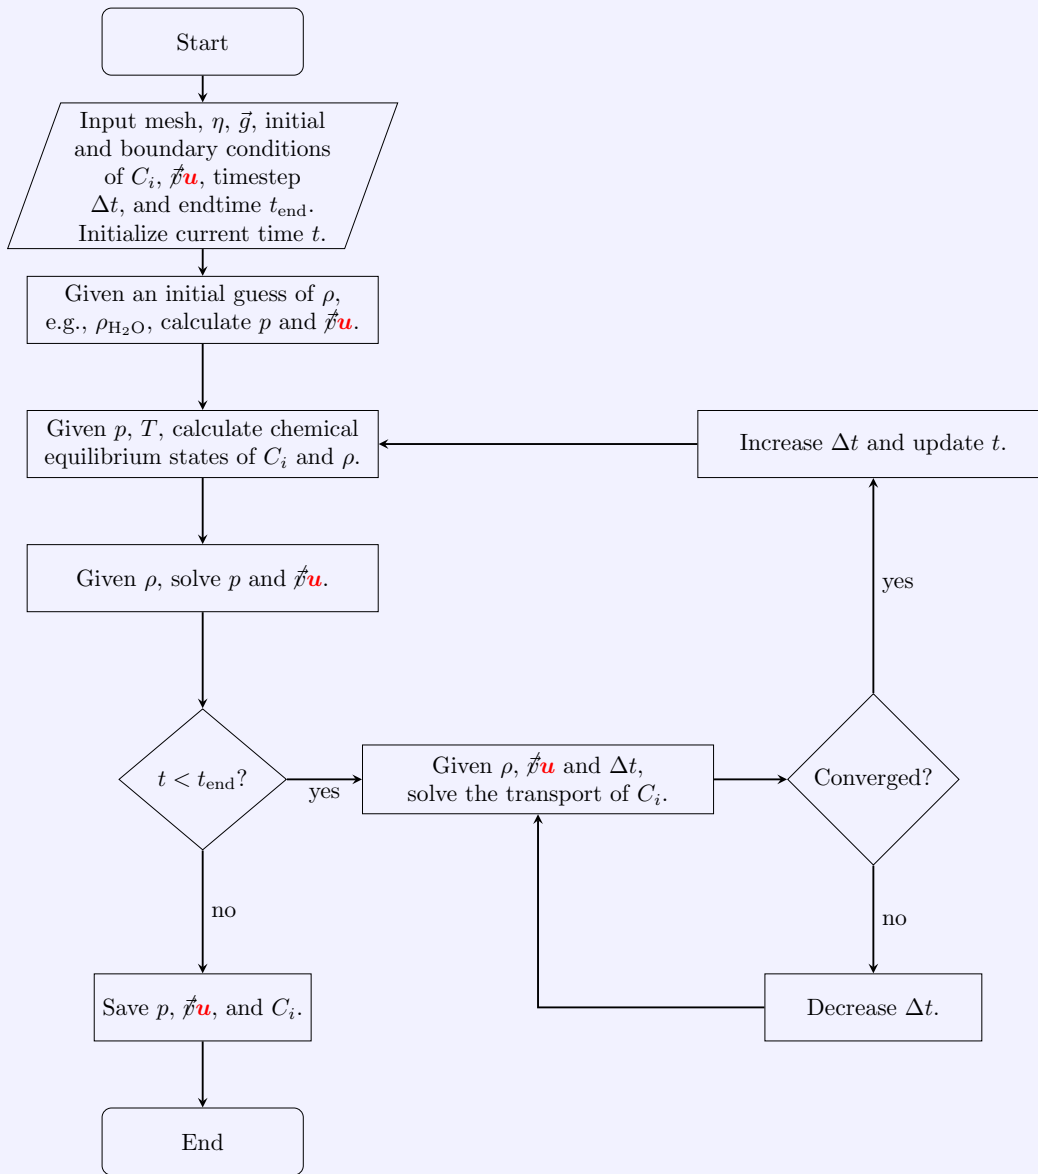 Start
Input mesh, η, g⃗, initial
and boundary conditions
of Cᵢ, v̸⃗u, timestep
Δt, and endtime t_end.
Initialize current time t.
Given an initial guess of ρ,
e.g., ρ_H₂O, calculate p and v̸⃗u.
Given p, T, calculate chemical
equilibrium states of Cᵢ and ρ.
Increase Δt and update t.
Given ρ, solve p and v̸⃗u.
yes
t < t_end?
yes
Given ρ, v̸⃗u and Δt,
solve the transport of Cᵢ.
Converged?
no
no
Save p, v̸⃗u, and Cᵢ.
Decrease Δt.
End